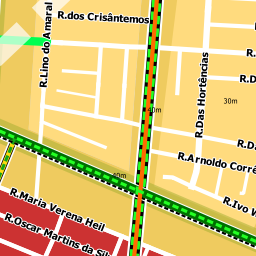 R.dos Crisântemos
R.Lino do Amaral
R.Das Hortências
30m
40m
R.Arnoldo Corrê
40m
R.Ivo
R.Maria Verena Heil
R.Oscar Martins da